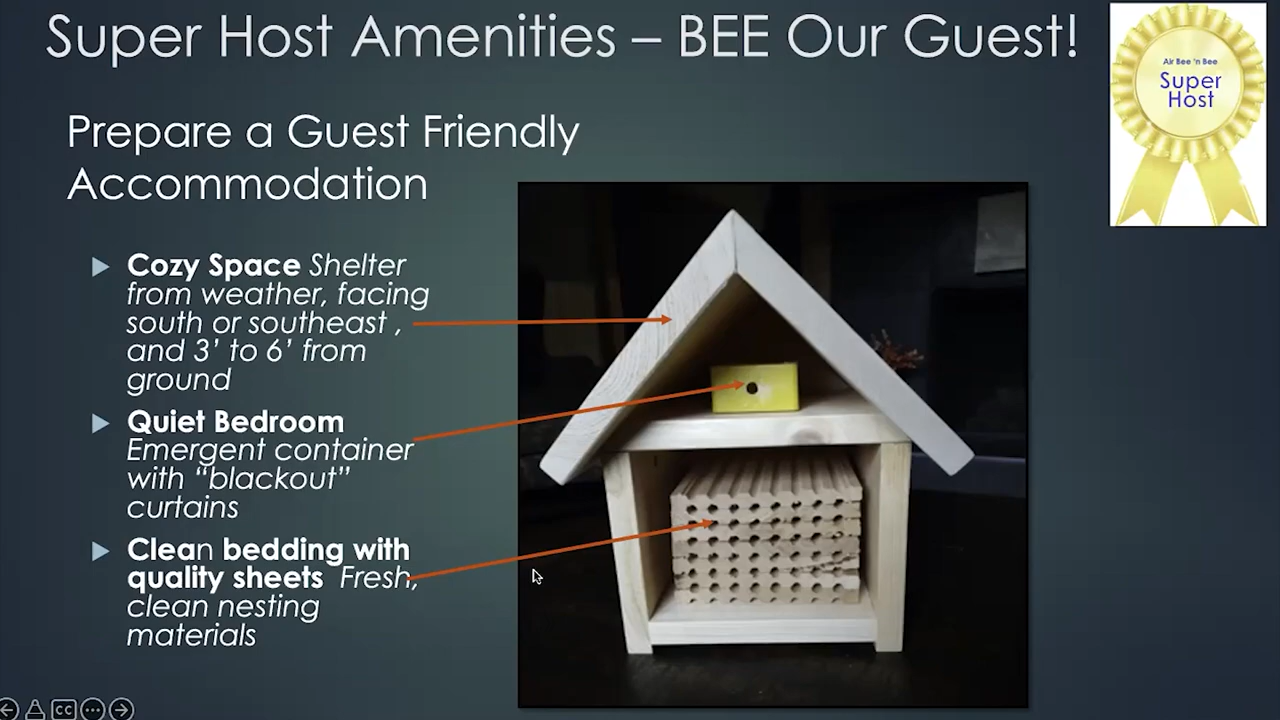 Super Host Amenities – BEE Our Guest!
Air Bee 'n Bee
Super
Host
Prepare a Guest Friendly
Accommodation
Cozy Space Shelter
from weather, facing
south or southeast ,
and 3' to 6' from
ground
Quiet Bedroom
Emergent container
with “blackout”
curtains
Clean bedding with
quality sheets Fresh,
clean nesting
materials
CC